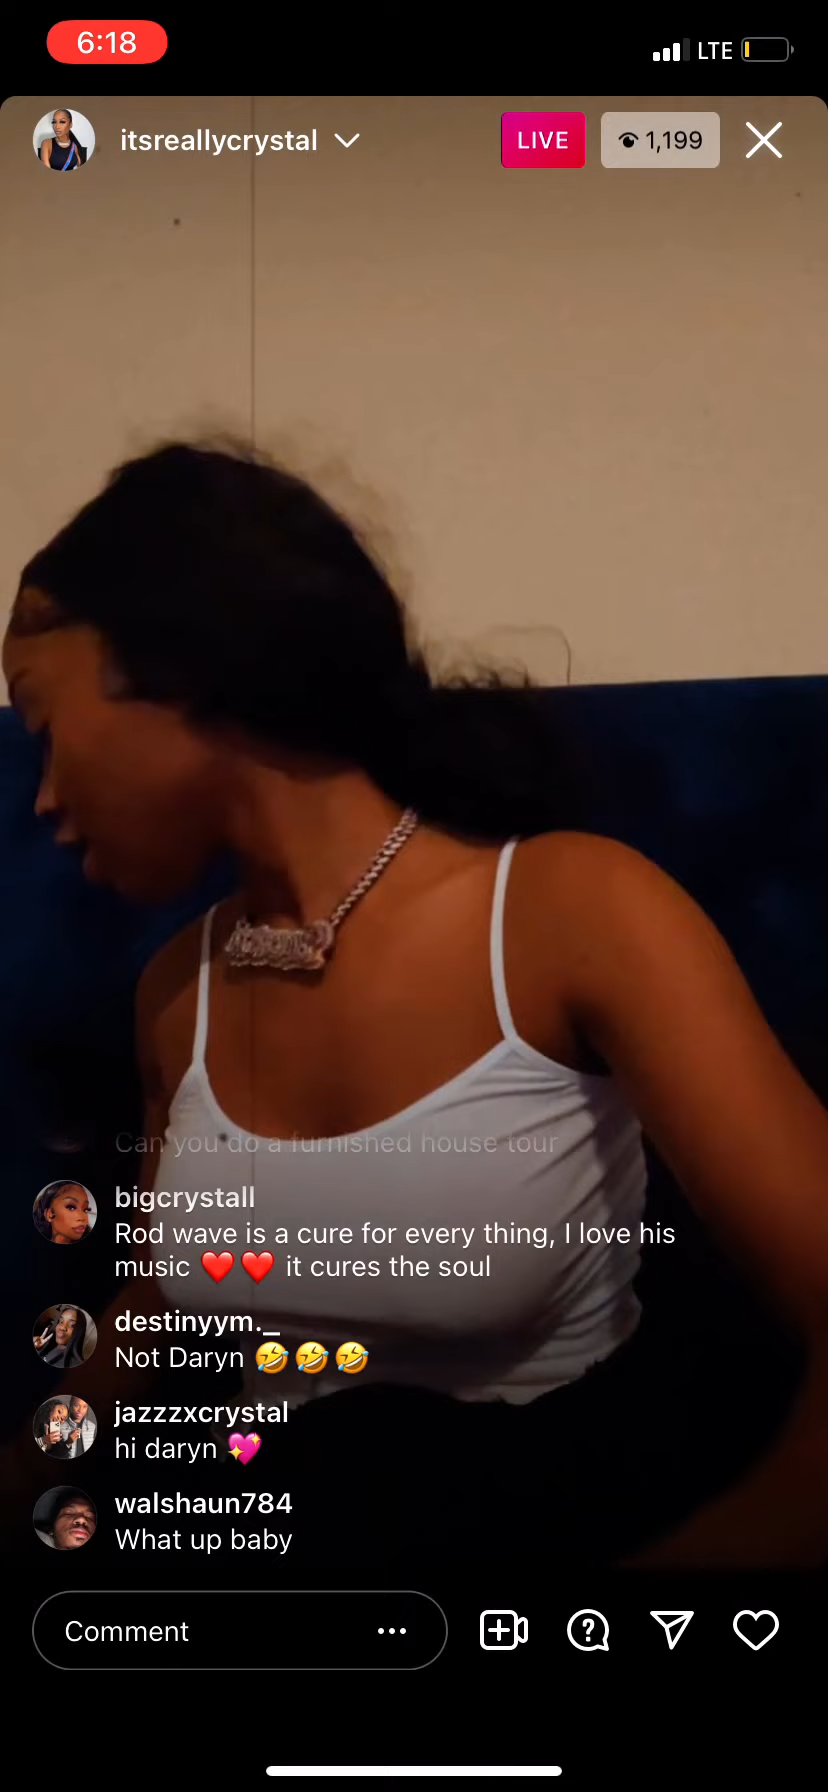 6:18
LTE
itsreallycrystal
LIVE
1,199
Can you do a furnished house tour
bigcrystall
Rod wave is a cure for every thing, I love his
music ❤️❤️ it cures the soul
destinyym._
Not Daryn 🤣🤣🤣
jazzzxcrystal
hi daryn 💖
walshaun784
What up baby
Comment